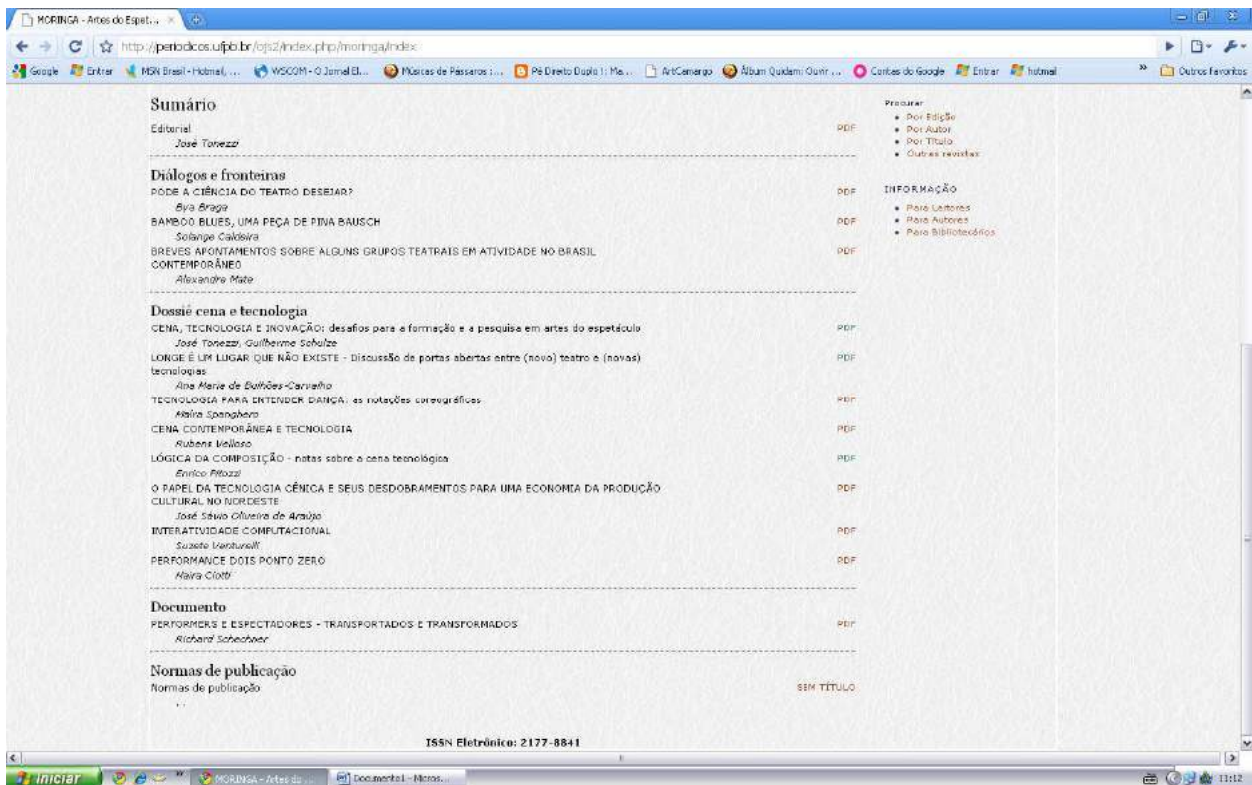 MORINGA - Artes do Espet...
http://periodicos.ufpb.br/ojs2/index.php/moringa/index
Google Entrar MSN Brasil - Hotmail, ... WSCOM - O Jornal El... Músicas de Pássaros : ... Pé Direito Duplo !: Ma... ArtCamargo Álbum Quidam: Ouvir ... Contas do Google Entrar hotmail » Outros favoritos
Sumário
Editorial PDF
José Tonezzi
Diálogos e fronteiras
PODE A CIÊNCIA DO TEATRO DESEJAR? PDF
Bya Braga
BAMBOO BLUES, UMA PEÇA DE PINA BAUSCH PDF
Solange Caldeira
BREVES APONTAMENTOS SOBRE ALGUNS GRUPOS TEATRAIS EM ATIVIDADE NO BRASIL PDF
CONTEMPORÂNEO
Alexandre Mate
Dossiê cena e tecnologia
CENA, TECNOLOGIA E INOVAÇÃO: desafios para a formação e a pesquisa em artes do espetáculo PDF
José Tonezzi, Guilherme Schulze
LONGE É UM LUGAR QUE NÃO EXISTE - Discussão de portas abertas entre (novo) teatro e (novas) PDF
tecnologias
Ana Maria de Bulhões-Carvalho
TECNOLOGIA PARA ENTENDER DANÇA: as notações coreográficas PDF
Maíra Spanghero
CENA CONTEMPORÂNEA E TECNOLOGIA PDF
Rubens Velloso
LÓGICA DA COMPOSIÇÃO - notas sobre a cena tecnológica PDF
Enrico Pitozzi
O PAPEL DA TECNOLOGIA CÊNICA E SEUS DESDOBRAMENTOS PARA UMA ECONOMIA DA PRODUÇÃO PDF
CULTURAL NO NORDESTE
José Sávio Oliveira de Araújo
INTERATIVIDADE COMPUTACIONAL PDF
Suzete Venturelli
PERFORMANCE DOIS PONTO ZERO PDF
Naira Ciotti
Documento
PERFORMERS E ESPECTADORES - TRANSPORTADOS E TRANSFORMADOS PDF
Richard Schechner
Normas de publicação
Normas de publicação SEM TÍTULO
. .
ISSN Eletrônico: 2177-8841
Procurar
Por Edição
Por Autor
Por Título
Outras revistas
INFORMAÇÃO
Para Leitores
Para Autores
Para Bibliotecários
Iniciar » MORINGA - Artes do ... Documento1 - Micros... 11:12